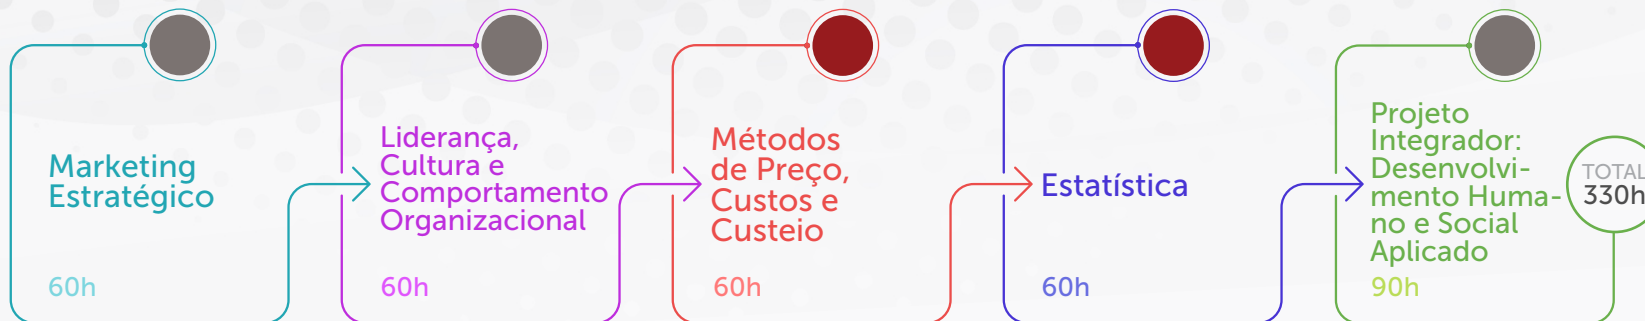 Marketing
Estratégico
60h
Liderança,
Cultura e
Comportamento
Organizacional
60h
Métodos
de Preço,
Custos e
Custeio
60h
Estatística
60h
Projeto
Integrador:
Desenvolvi-
mento Huma-
no e Social
Aplicado
90h
TOTAL
330h